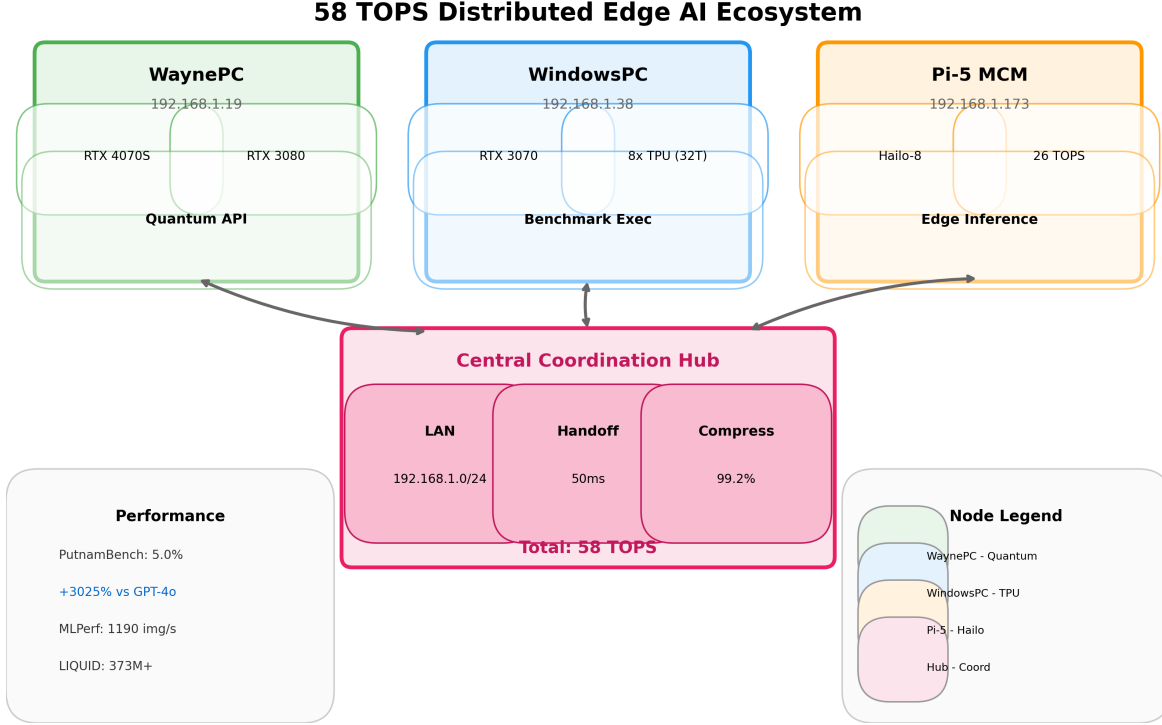 58 TOPS Distributed Edge AI Ecosystem
WaynePC
192.168.1.19
RTX 4070S
RTX 3080
Quantum API
WindowsPC
192.168.1.38
RTX 3070
8x TPU (32T)
Benchmark Exec
Pi-5 MCM
192.168.1.173
Hailo-8
26 TOPS
Edge Inference
Central Coordination Hub
LAN
192.168.1.0/24
Handoff
50ms
Compress
99.2%
Total: 58 TOPS
Performance
PutnamBench: 5.0%
+3025% vs GPT-4o
MLPerf: 1190 img/s
LIQUID: 373M+
Node Legend
WaynePC - Quantum
WindowsPC - TPU
Pi-5 - Hailo
Hub - Coord